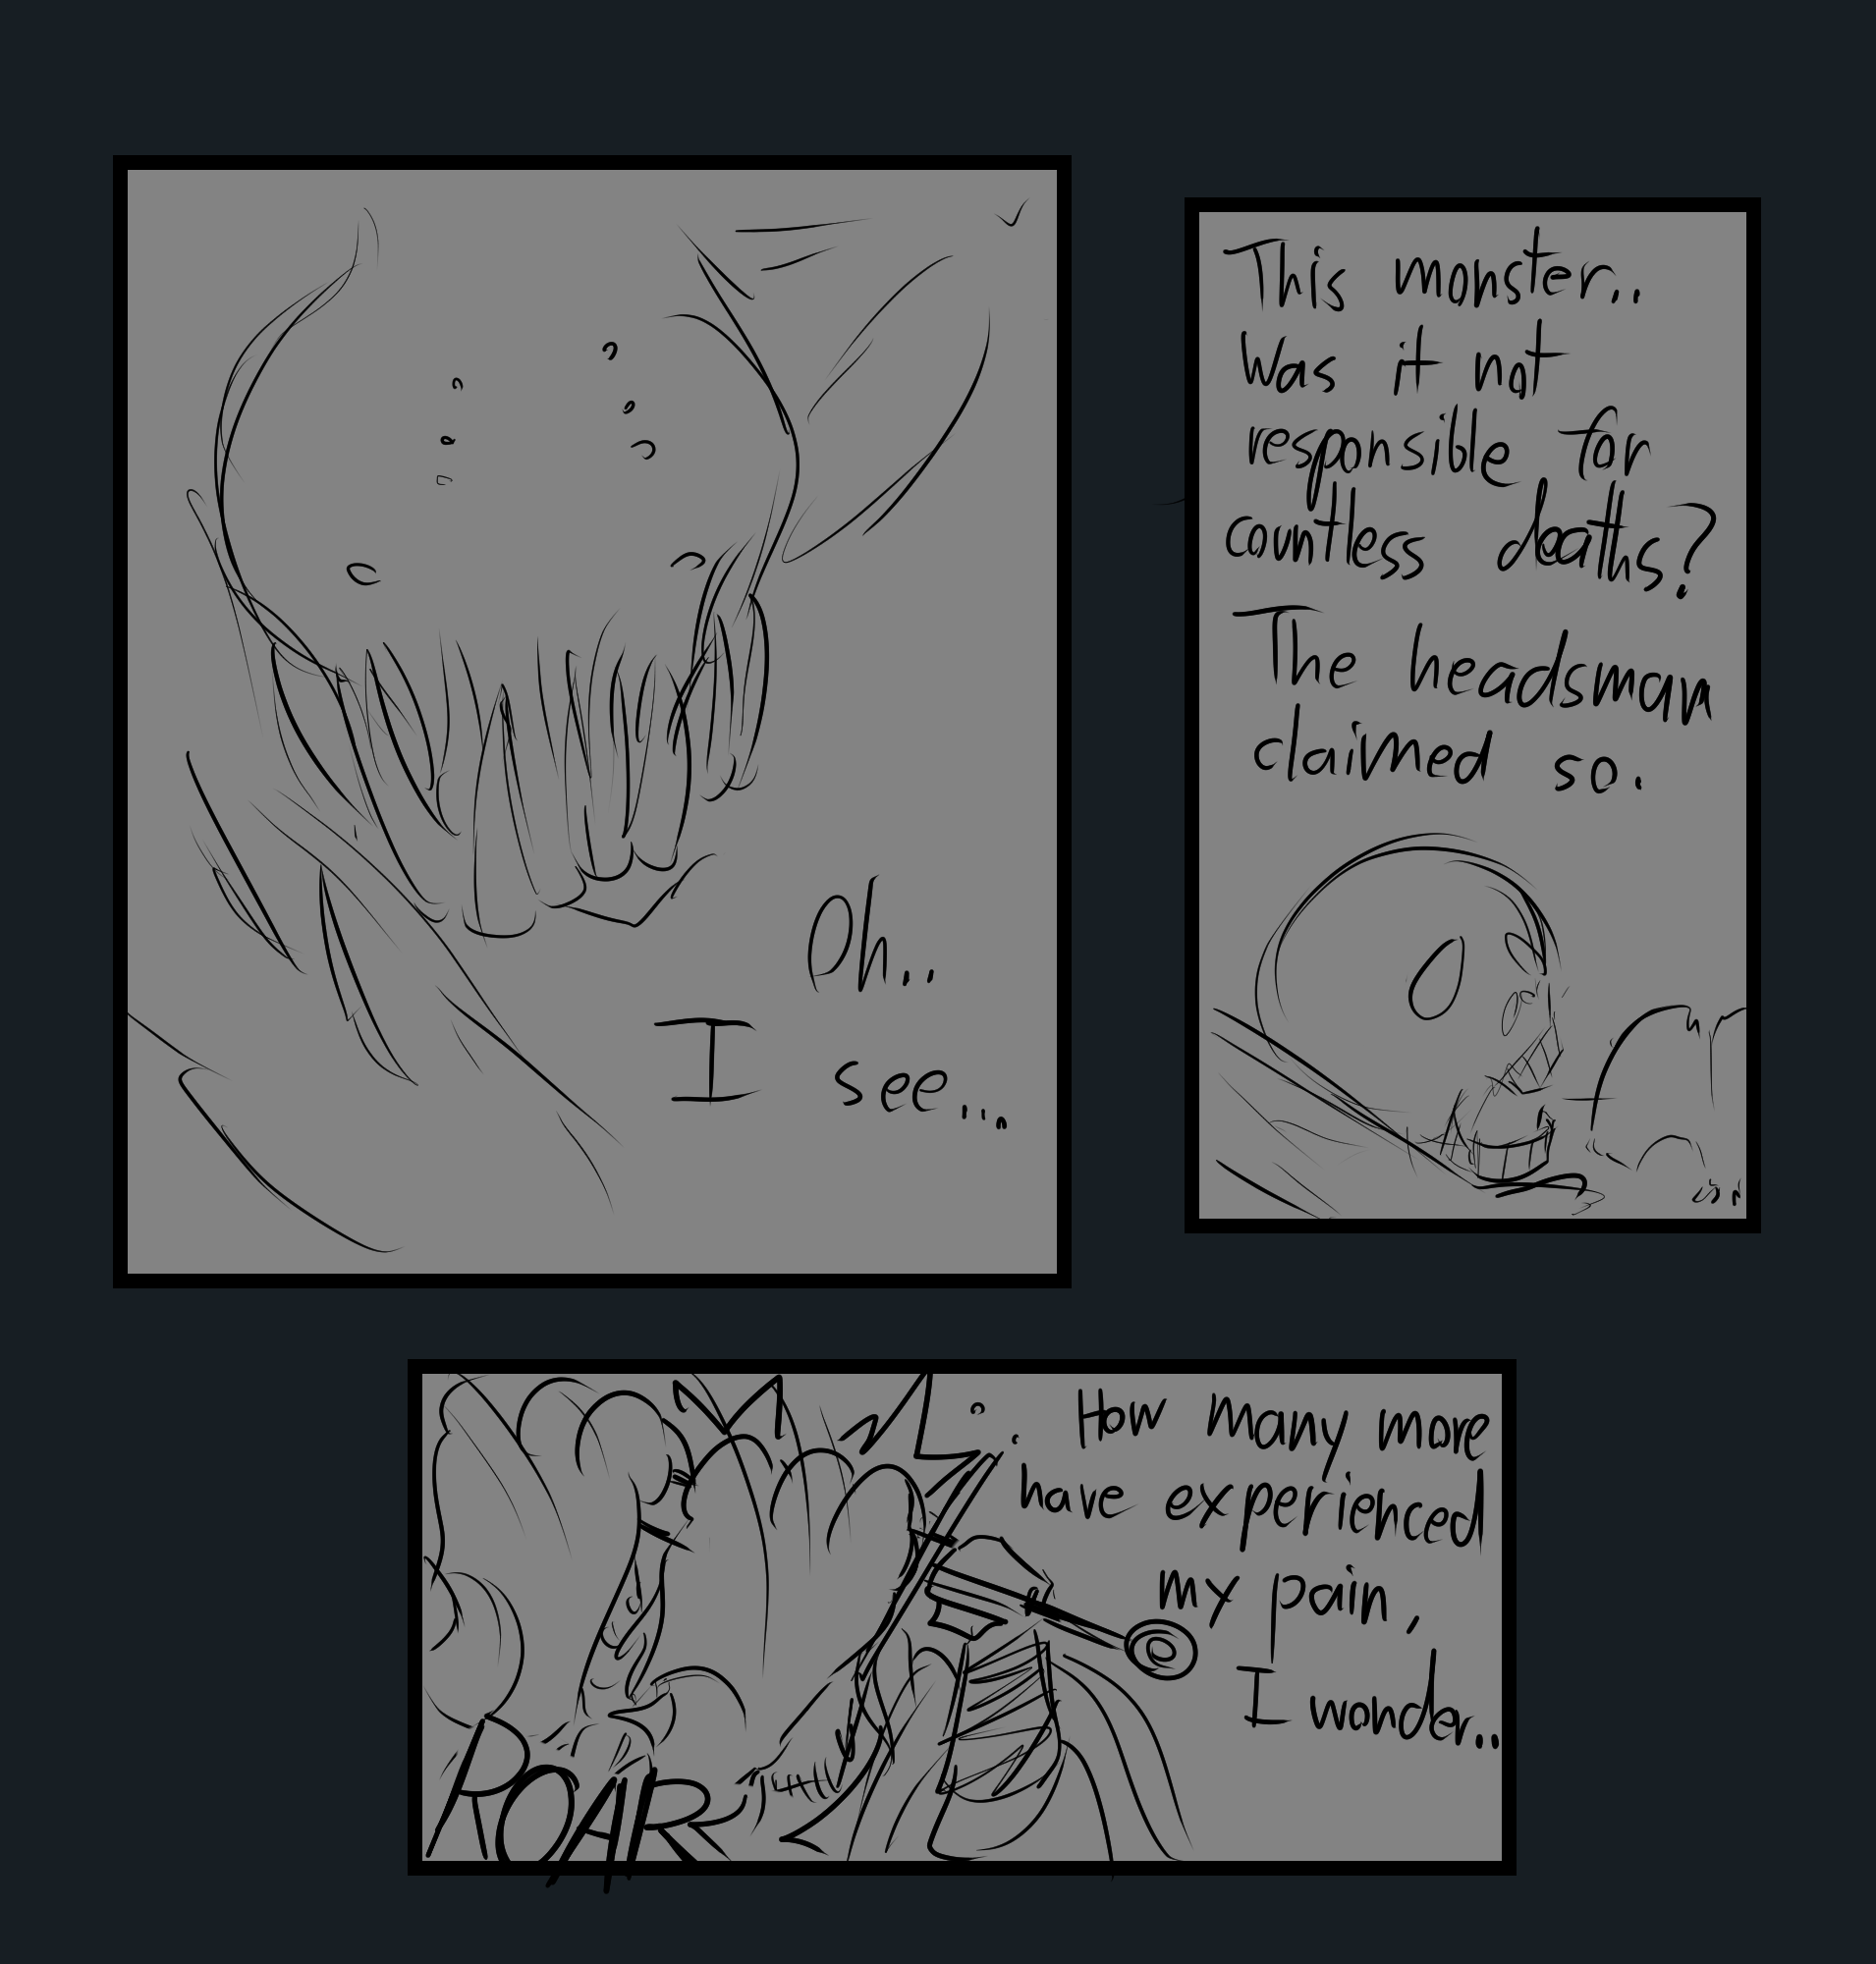 Oh..
I
see...
This monster..
Was it not
responsible for
countless deaths?
The headsman
claimed so.
How many more
have experienced
my pain,
I wonder..
ROAR